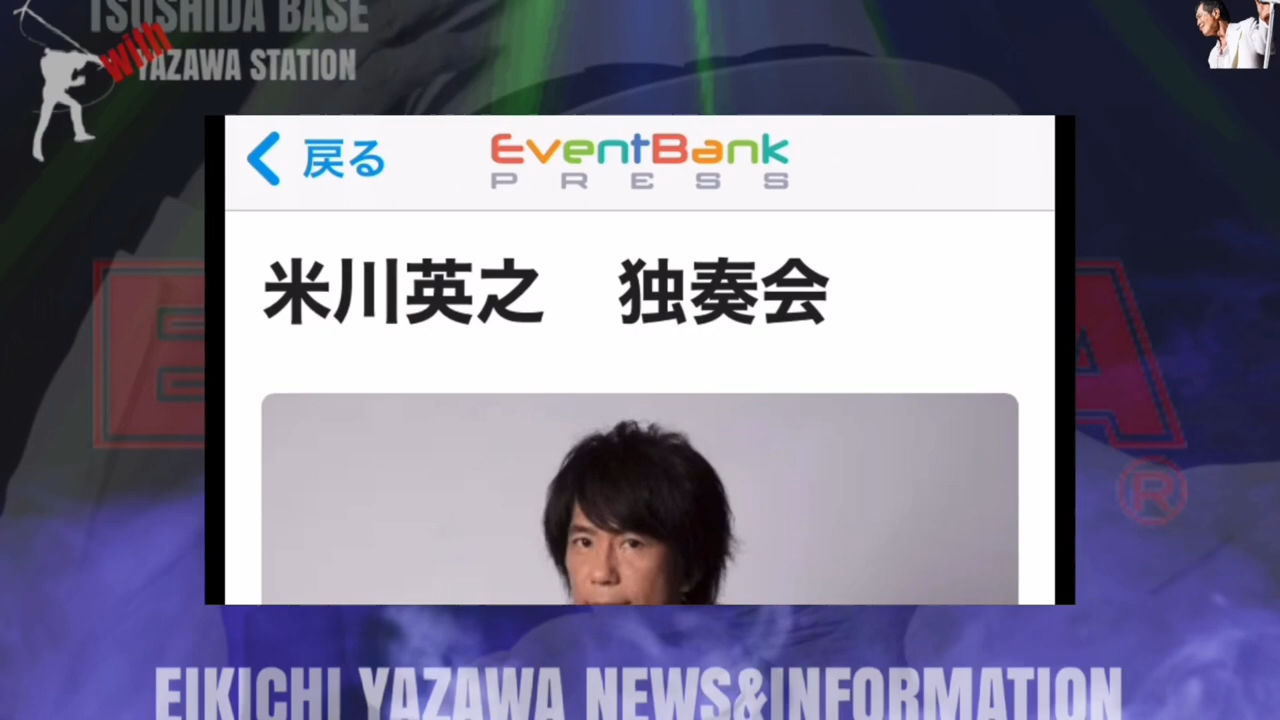 TSUSHIDA BASE
with
YAZAWA STATION
戻る
EventBank
PRESS
米川英之　独奏会
E
A
®
EIKICHI YAZAWA NEWS&INFORMATION